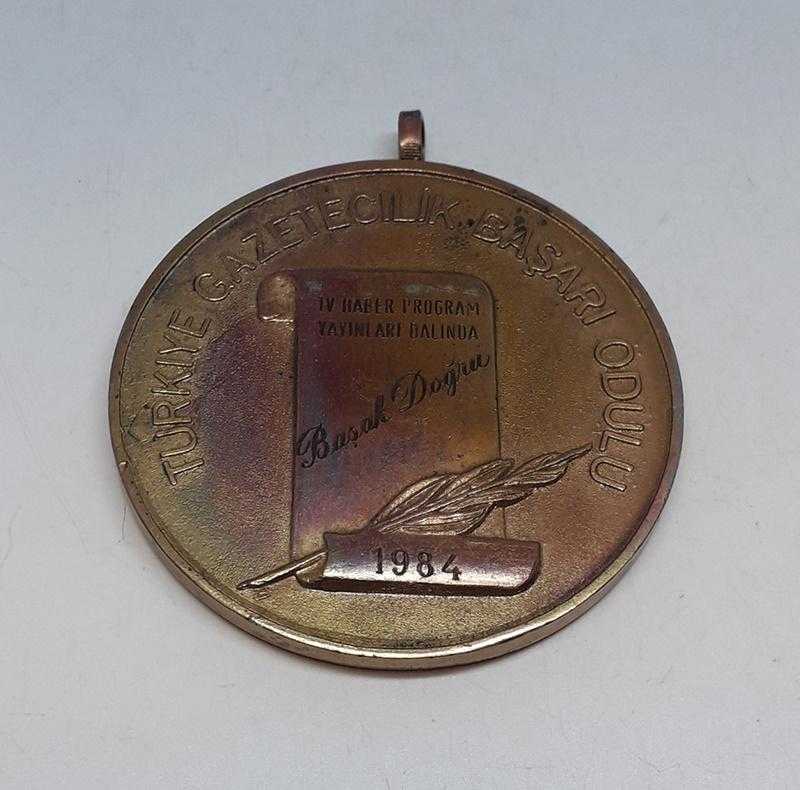 TÜRKİYE GAZETECİLİK BAŞARI ÖDÜLÜ
TV HABER PROGRAM
YAYINLARI DALINDA
Başak Doğru
1984